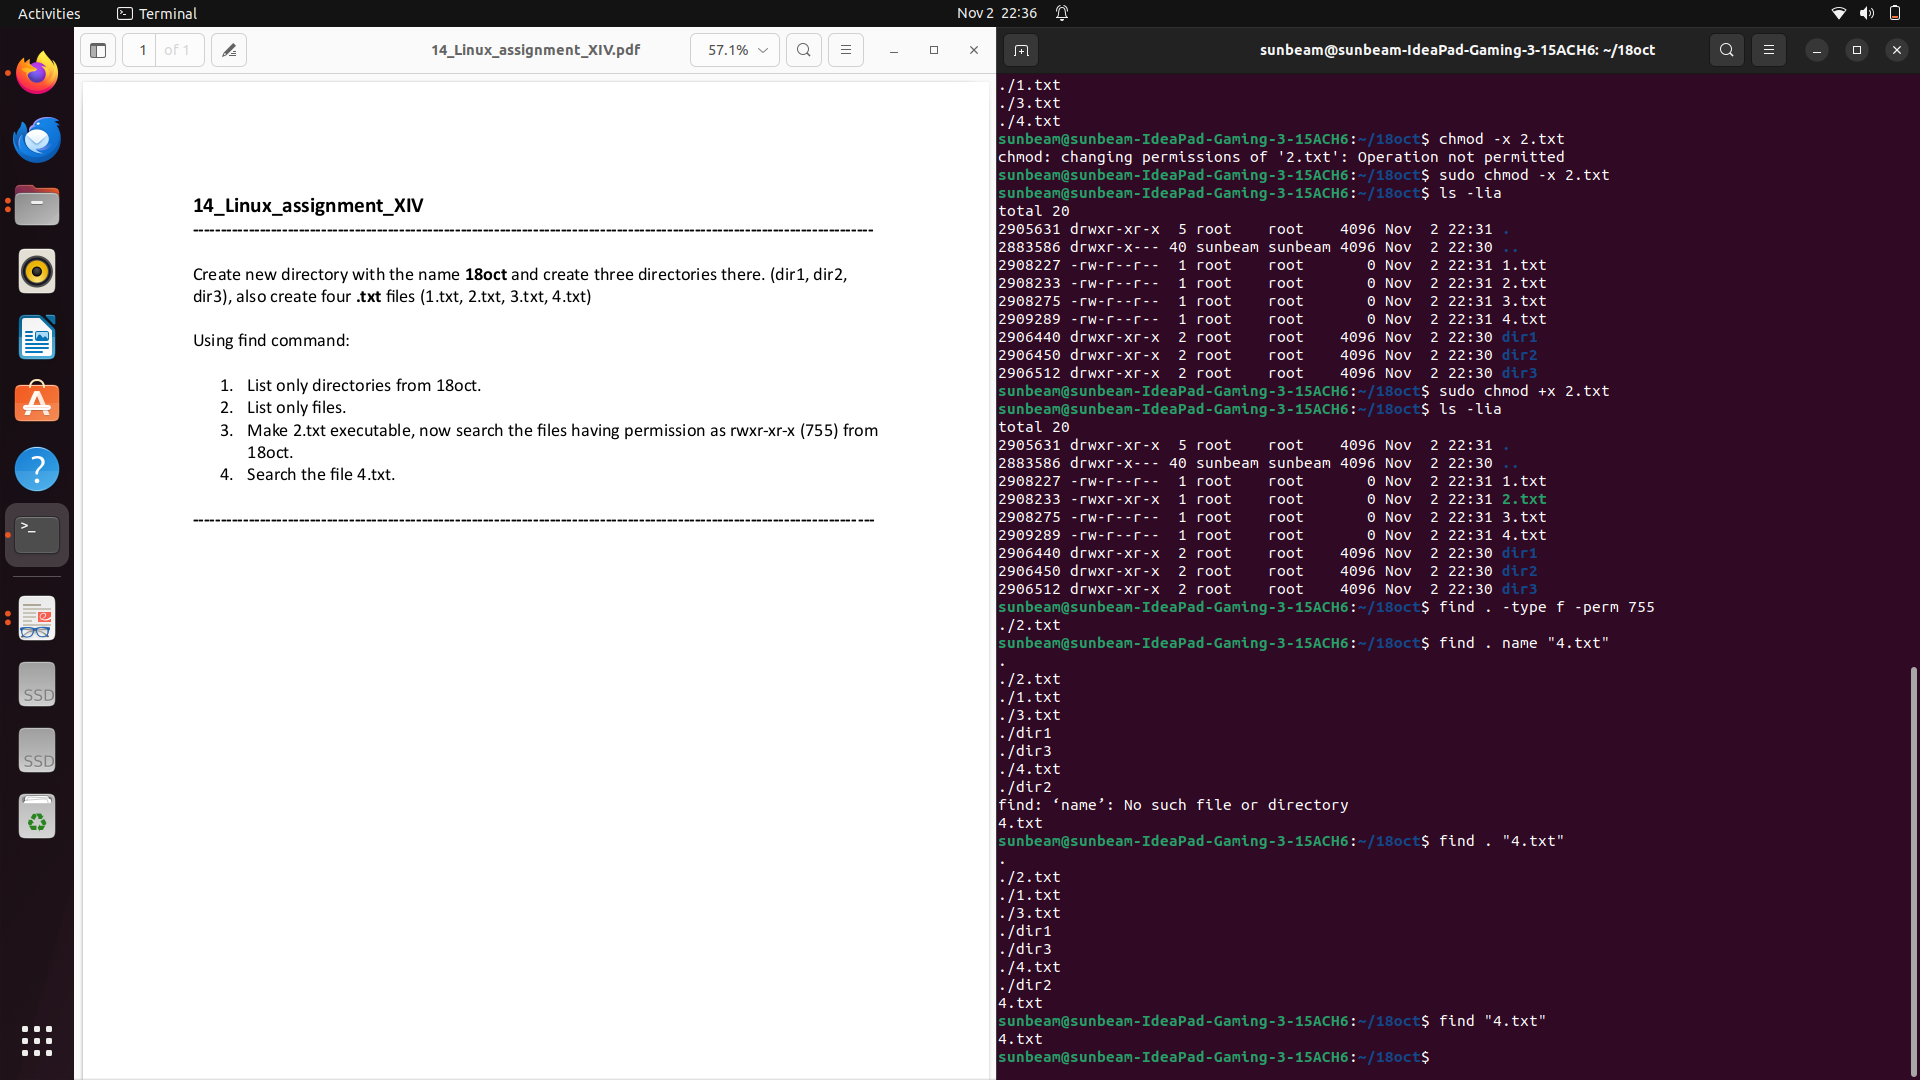 Activities
Terminal
Nov 2 22:36
1 of 1
14_Linux_assignment_XIV.pdf
57.1%
14_Linux_assignment_XIV
Create new directory with the name 18oct and create three directories there. (dir1, dir2,
dir3), also create four .txt files (1.txt, 2.txt, 3.txt, 4.txt)
Using find command:
1. List only directories from 18oct.
2. List only files.
3. Make 2.txt executable, now search the files having permission as rwxr-xr-x (755) from
18oct.
4. Search the file 4.txt.
SSD
SSD
sunbeam@sunbeam-IdeaPad-Gaming-3-15ACH6: ~/18oct
./1.txt
./3.txt
./4.txt
sunbeam@sunbeam-IdeaPad-Gaming-3-15ACH6:~/18oct$ chmod -x 2.txt
chmod: changing permissions of '2.txt': Operation not permitted
sunbeam@sunbeam-IdeaPad-Gaming-3-15ACH6:~/18oct$ sudo chmod -x 2.txt
sunbeam@sunbeam-IdeaPad-Gaming-3-15ACH6:~/18oct$ ls -lia
total 20
2905631 drwxr-xr-x  5 root    root    4096 Nov  2 22:31 .
2883586 drwxr-x--- 40 sunbeam sunbeam 4096 Nov  2 22:30 ..
2908227 -rw-r--r--  1 root    root       0 Nov  2 22:31 1.txt
2908233 -rw-r--r--  1 root    root       0 Nov  2 22:31 2.txt
2908275 -rw-r--r--  1 root    root       0 Nov  2 22:31 3.txt
2909289 -rw-r--r--  1 root    root       0 Nov  2 22:31 4.txt
2906440 drwxr-xr-x  2 root    root    4096 Nov  2 22:30 dir1
2906450 drwxr-xr-x  2 root    root    4096 Nov  2 22:30 dir2
2906512 drwxr-xr-x  2 root    root    4096 Nov  2 22:30 dir3
sunbeam@sunbeam-IdeaPad-Gaming-3-15ACH6:~/18oct$ sudo chmod +x 2.txt
sunbeam@sunbeam-IdeaPad-Gaming-3-15ACH6:~/18oct$ ls -lia
total 20
2905631 drwxr-xr-x  5 root    root    4096 Nov  2 22:31 .
2883586 drwxr-x--- 40 sunbeam sunbeam 4096 Nov  2 22:30 ..
2908227 -rw-r--r--  1 root    root       0 Nov  2 22:31 1.txt
2908233 -rwxr-xr-x  1 root    root       0 Nov  2 22:31 2.txt
2908275 -rw-r--r--  1 root    root       0 Nov  2 22:31 3.txt
2909289 -rw-r--r--  1 root    root       0 Nov  2 22:31 4.txt
2906440 drwxr-xr-x  2 root    root    4096 Nov  2 22:30 dir1
2906450 drwxr-xr-x  2 root    root    4096 Nov  2 22:30 dir2
2906512 drwxr-xr-x  2 root    root    4096 Nov  2 22:30 dir3
sunbeam@sunbeam-IdeaPad-Gaming-3-15ACH6:~/18oct$ find . -type f -perm 755
./2.txt
sunbeam@sunbeam-IdeaPad-Gaming-3-15ACH6:~/18oct$ find . name "4.txt"
.
./2.txt
./1.txt
./3.txt
./dir1
./dir3
./4.txt
./dir2
find: ‘name’: No such file or directory
4.txt
sunbeam@sunbeam-IdeaPad-Gaming-3-15ACH6:~/18oct$ find . "4.txt"
.
./2.txt
./1.txt
./3.txt
./dir1
./dir3
./4.txt
./dir2
4.txt
sunbeam@sunbeam-IdeaPad-Gaming-3-15ACH6:~/18oct$ find "4.txt"
4.txt
sunbeam@sunbeam-IdeaPad-Gaming-3-15ACH6:~/18oct$